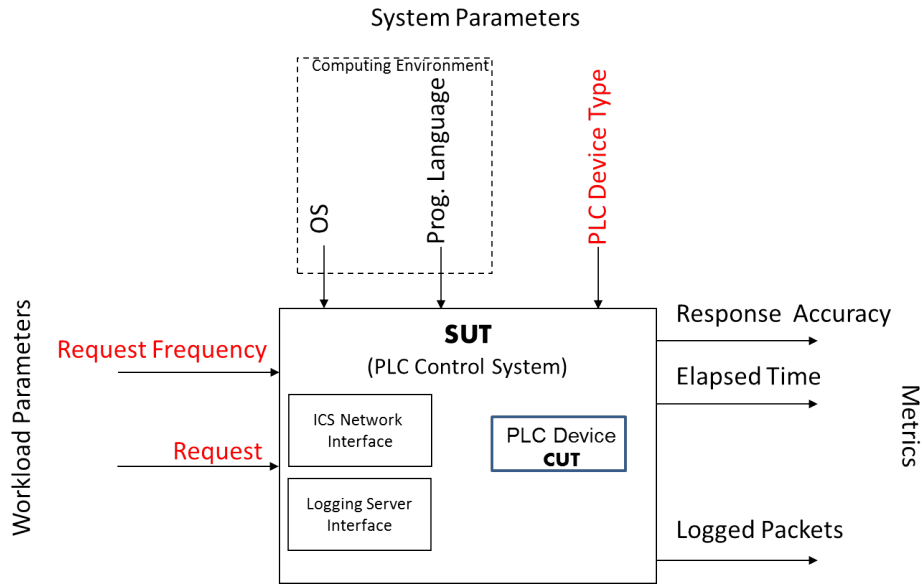 System Parameters
Computing Environment
OS
Prog. Language
PLC Device Type
Workload Parameters
Request Frequency
Request
SUT
(PLC Control System)
ICS Network
Interface
Logging Server
Interface
PLC Device
CUT
Response Accuracy
Elapsed Time
Logged Packets
Metrics